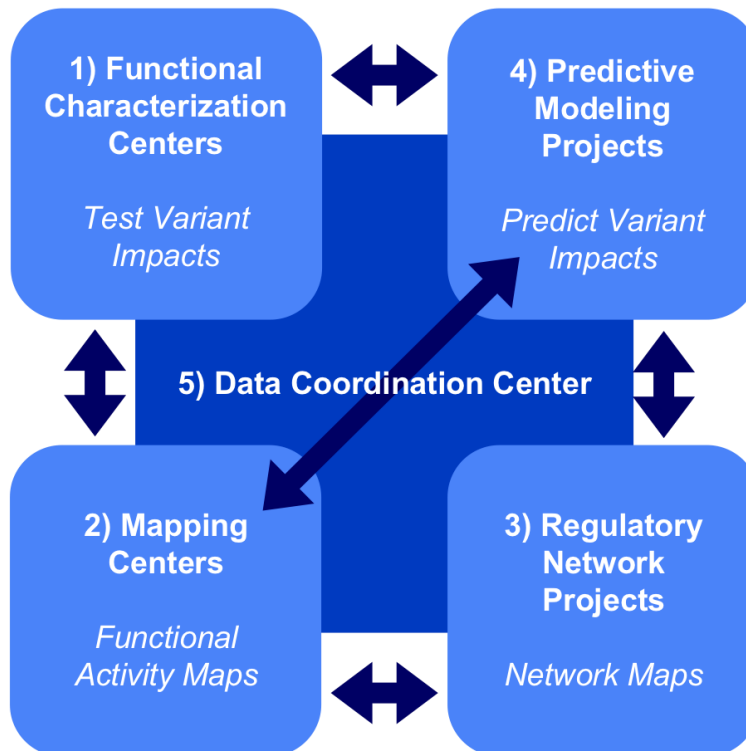 1) Functional
Characterization
Centers
Test Variant
Impacts
4) Predictive
Modeling
Projects
Predict Variant
Impacts
5) Data Coordination Center
2) Mapping
Centers
Functional
Activity Maps
3) Regulatory
Network
Projects
Network Maps